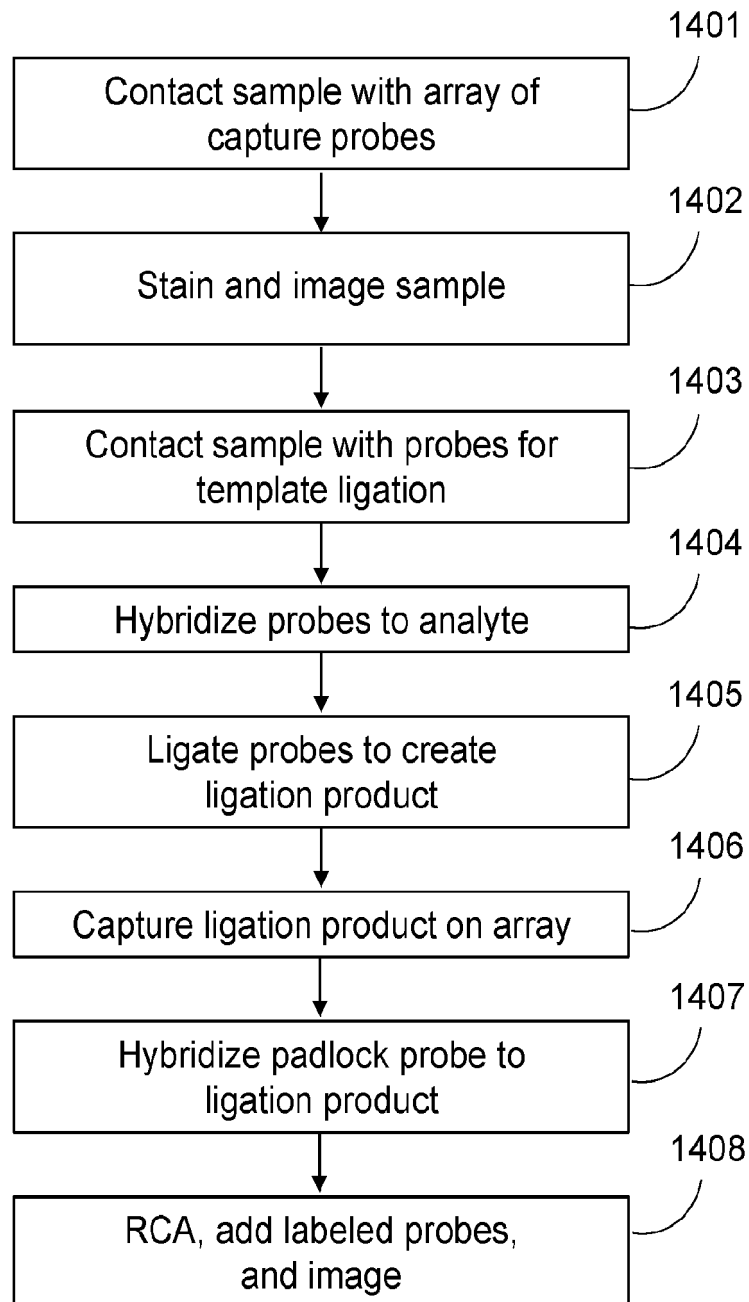 1401
Contact sample with array of
capture probes
1402
Stain and image sample
1403
Contact sample with probes for
template ligation
1404
Hybridize probes to analyte
1405
Ligate probes to create
ligation product
1406
Capture ligation product on array
1407
Hybridize padlock probe to
ligation product
1408
RCA, add labeled probes,
and image